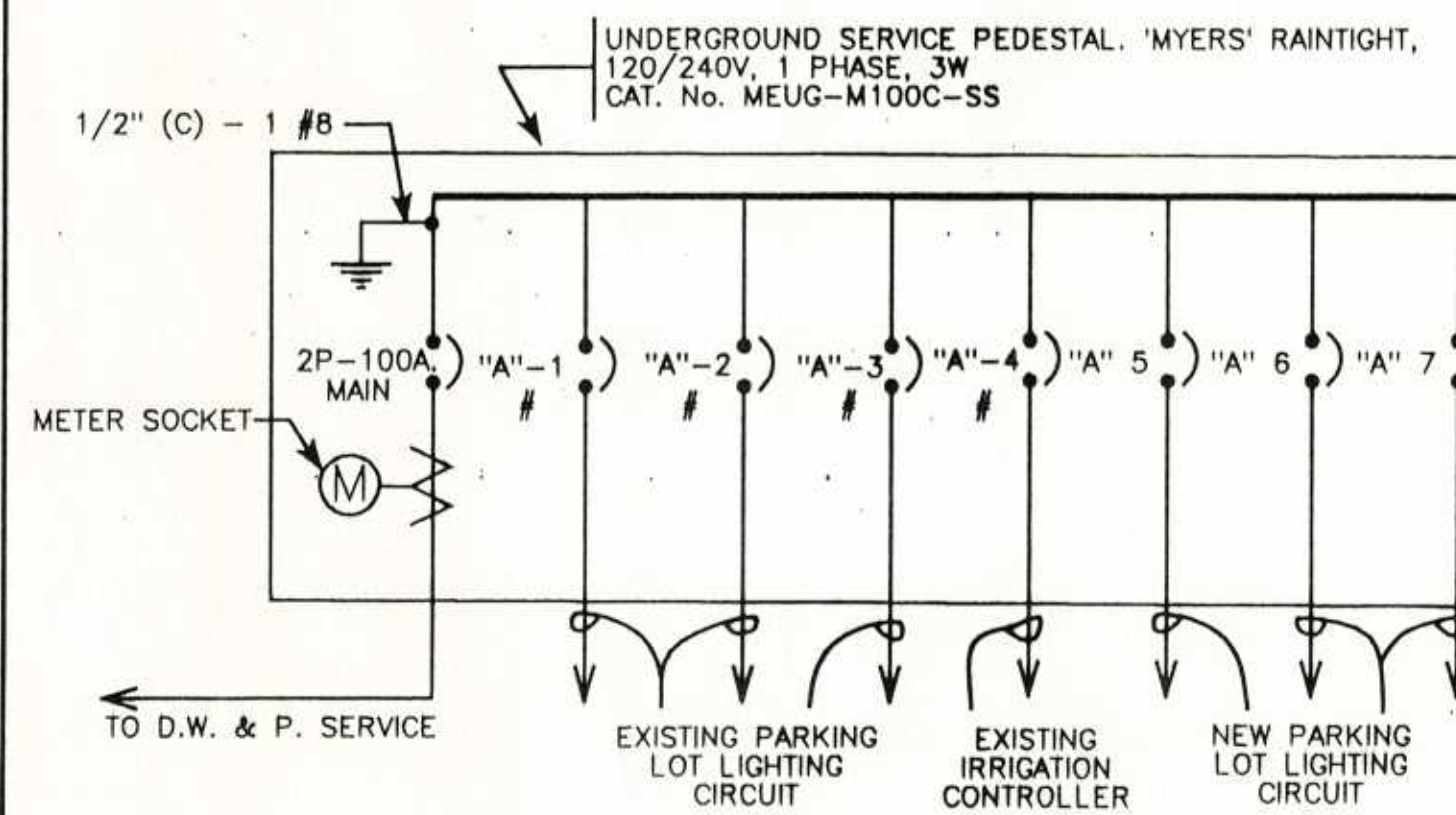 UNDERGROUND SERVICE PEDESTAL. 'MYERS' RAINTIGHT,
120/240V, 1 PHASE, 3W
CAT. No. MEUG-M100C-SS
1/2" (C) - 1 #8
2P-100A.
MAIN
"A"-1
#
"A"-2
#
"A"-3
#
"A"-4
#
"A" 5
"A" 6
"A" 7
METER SOCKET
M
TO D.W. & P. SERVICE
EXISTING PARKING
LOT LIGHTING
CIRCUIT
EXISTING
IRRIGATION
CONTROLLER
NEW PARKING
LOT LIGHTING
CIRCUIT